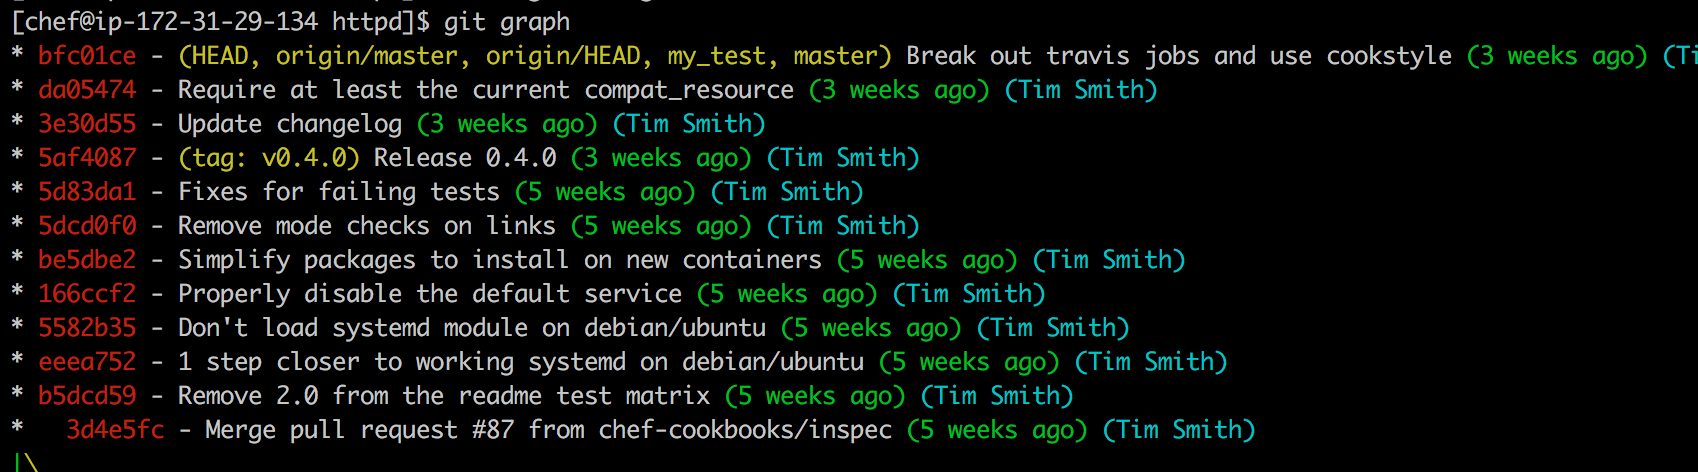 [chef@ip-172-31-29-134 httpd]$ git graph
* bfc01ce - (HEAD, origin/master, origin/HEAD, my_test, master) Break out travis jobs and use cookstyle (3 weeks ago) (Ti
* da05474 - Require at least the current compat_resource (3 weeks ago) (Tim Smith)
* 3e30d55 - Update changelog (3 weeks ago) (Tim Smith)
* 5af4087 - (tag: v0.4.0) Release 0.4.0 (3 weeks ago) (Tim Smith)
* 5d83da1 - Fixes for failing tests (5 weeks ago) (Tim Smith)
* 5dcd0f0 - Remove mode checks on links (5 weeks ago) (Tim Smith)
* be5dbe2 - Simplify packages to install on new containers (5 weeks ago) (Tim Smith)
* 166ccf2 - Properly disable the default service (5 weeks ago) (Tim Smith)
* 5582b35 - Don't load systemd module on debian/ubuntu (5 weeks ago) (Tim Smith)
* eeea752 - 1 step closer to working systemd on debian/ubuntu (5 weeks ago) (Tim Smith)
* b5dcd59 - Remove 2.0 from the readme test matrix (5 weeks ago) (Tim Smith)
*   3d4e5fc - Merge pull request #87 from chef-cookbooks/inspec (5 weeks ago) (Tim Smith)
|\